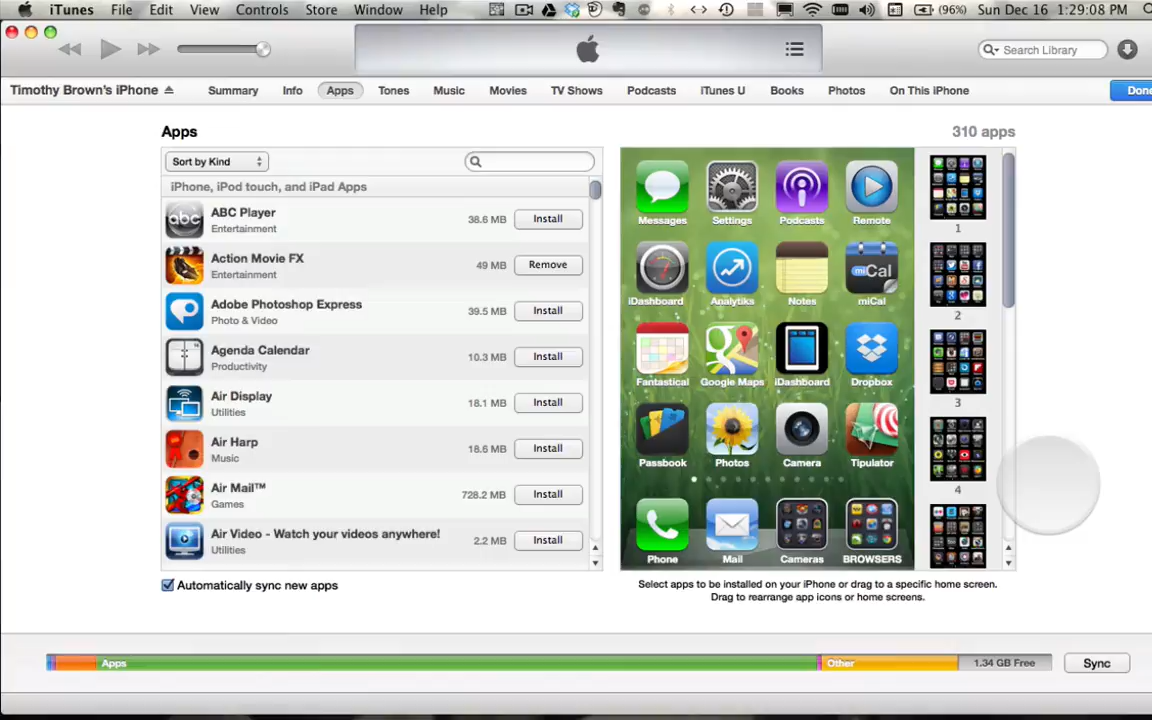 iTunes File Edit View Controls Store Window Help (96%) Sun Dec 16 1:29:08 PM
Search Library
Timothy Brown's iPhone Summary Info Apps Tones Music Movies TV Shows Podcasts iTunes U Books Photos On This iPhone Done
Apps
310 apps
Sort by Kind
iPhone, iPod touch, and iPad Apps
abc
ABC Player
Entertainment
38.6 MB Install
Action Movie FX
Entertainment
49 MB Remove
Adobe Photoshop Express
Photo & Video
39.5 MB Install
Agenda Calendar
Productivity
10.3 MB Install
Air Display
Utilities
18.1 MB Install
Air Harp
Music
18.6 MB Install
Air Mail™
Games
728.2 MB Install
Air Video - Watch your videos anywhere!
Utilities
2.2 MB Install
Automatically sync new apps
Messages Settings Podcasts Remote
miCal
iDashboard Analytiks Notes miCal
Fantastical Google Maps iDashboard Dropbox
Passbook Photos Camera Tipulator
Phone Mail Cameras BROWSERS
1
2
3
4
Select apps to be installed on your iPhone or drag to a specific home screen.
Drag to rearrange app icons or home screens.
Apps Other 1.34 GB Free Sync